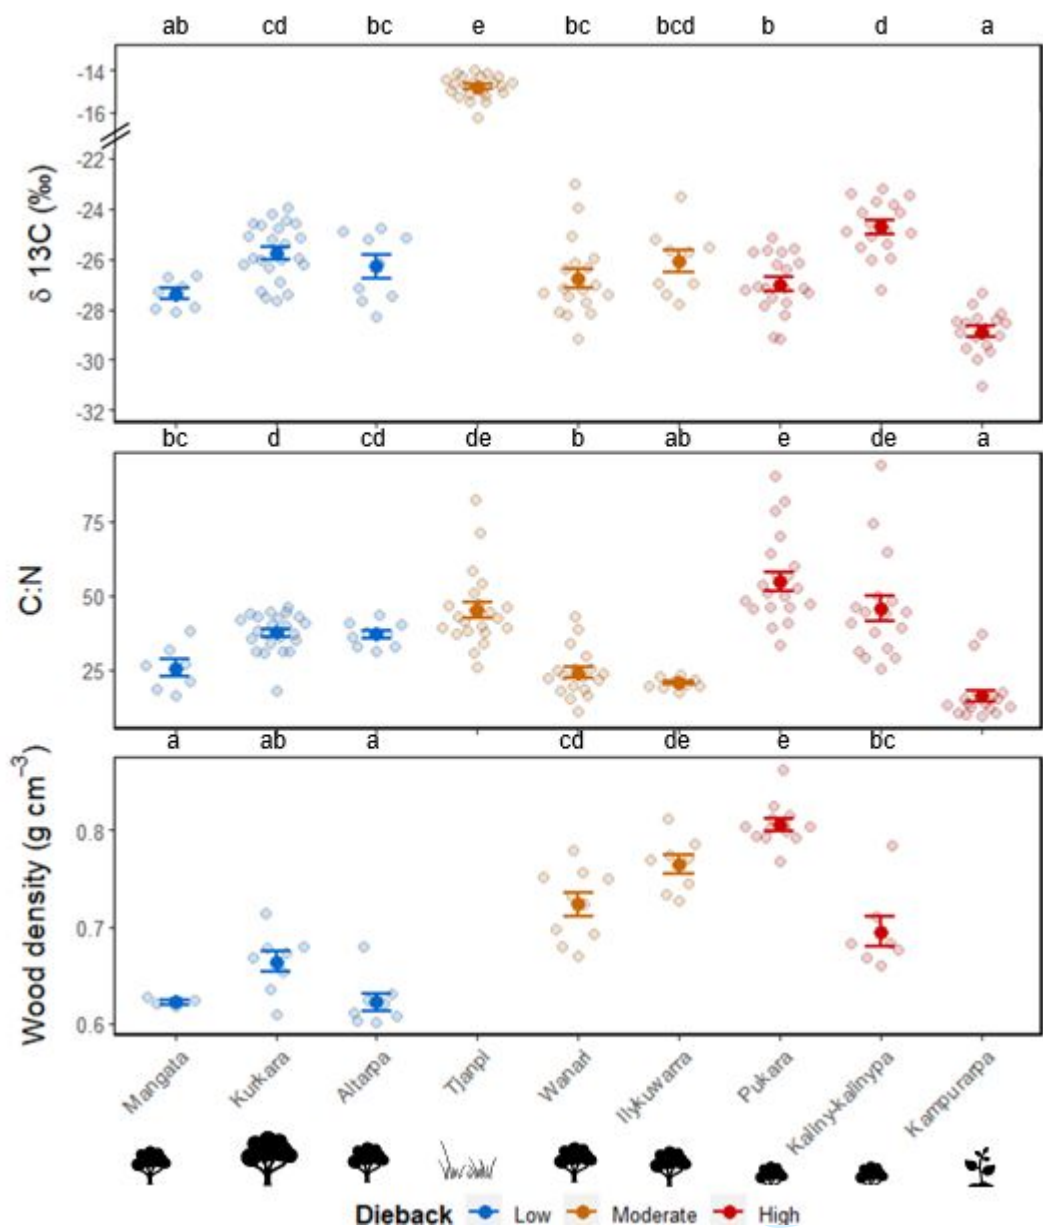 ab cd bc e bc bcd b d a
-14
-16
-22
-24
-26
-28
-30
-32
δ 13C (‰)
bc d cd de b ab e de a
75
50
25
C:N
a ab a cd de e bc
0.8
0.7
0.6
Wood density (g cm⁻³)
Mangata
Kurkara
Altarpa
Tjanpi
Wanari
Ilykuwarra
Pukara
Kaliny-kalinypa
Kampurarpa
Dieback Low Moderate High